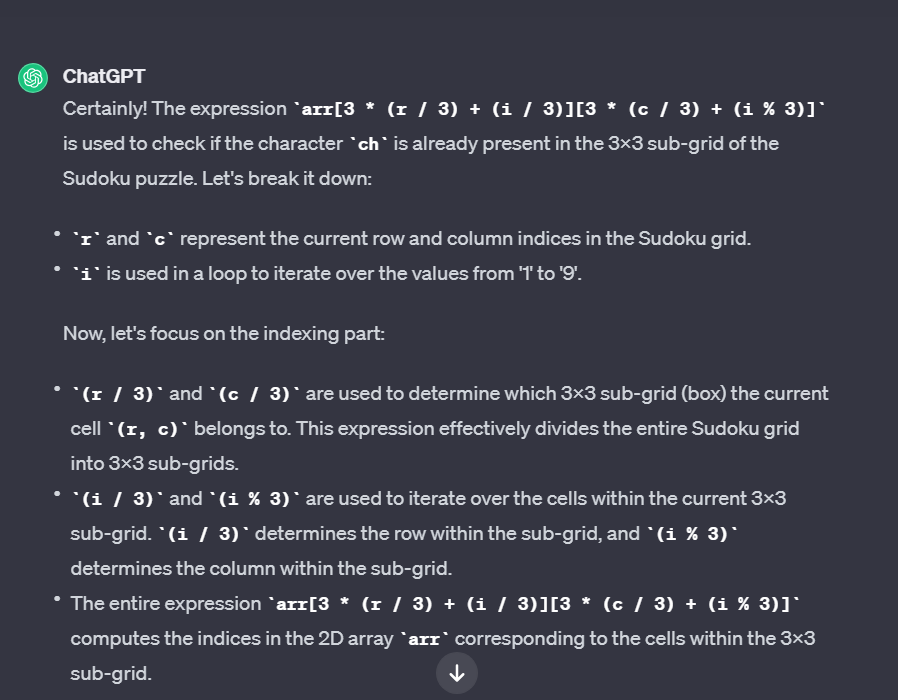 ChatGPT
Certainly! The expression `arr[3 * (r / 3) + (i / 3)][3 * (c / 3) + (i % 3)]`
is used to check if the character `ch` is already present in the 3×3 sub-grid of the
Sudoku puzzle. Let's break it down:
• `r` and `c` represent the current row and column indices in the Sudoku grid.
• `i` is used in a loop to iterate over the values from '1' to '9'.
Now, let's focus on the indexing part:
• `(r / 3)` and `(c / 3)` are used to determine which 3×3 sub-grid (box) the current
cell `(r, c)` belongs to. This expression effectively divides the entire Sudoku grid
into 3×3 sub-grids.
• `(i / 3)` and `(i % 3)` are used to iterate over the cells within the current 3×3
sub-grid. `(i / 3)` determines the row within the sub-grid, and `(i % 3)`
determines the column within the sub-grid.
• The entire expression `arr[3 * (r / 3) + (i / 3)][3 * (c / 3) + (i % 3)]`
computes the indices in the 2D array `arr` corresponding to the cells within the 3×3
sub-grid.